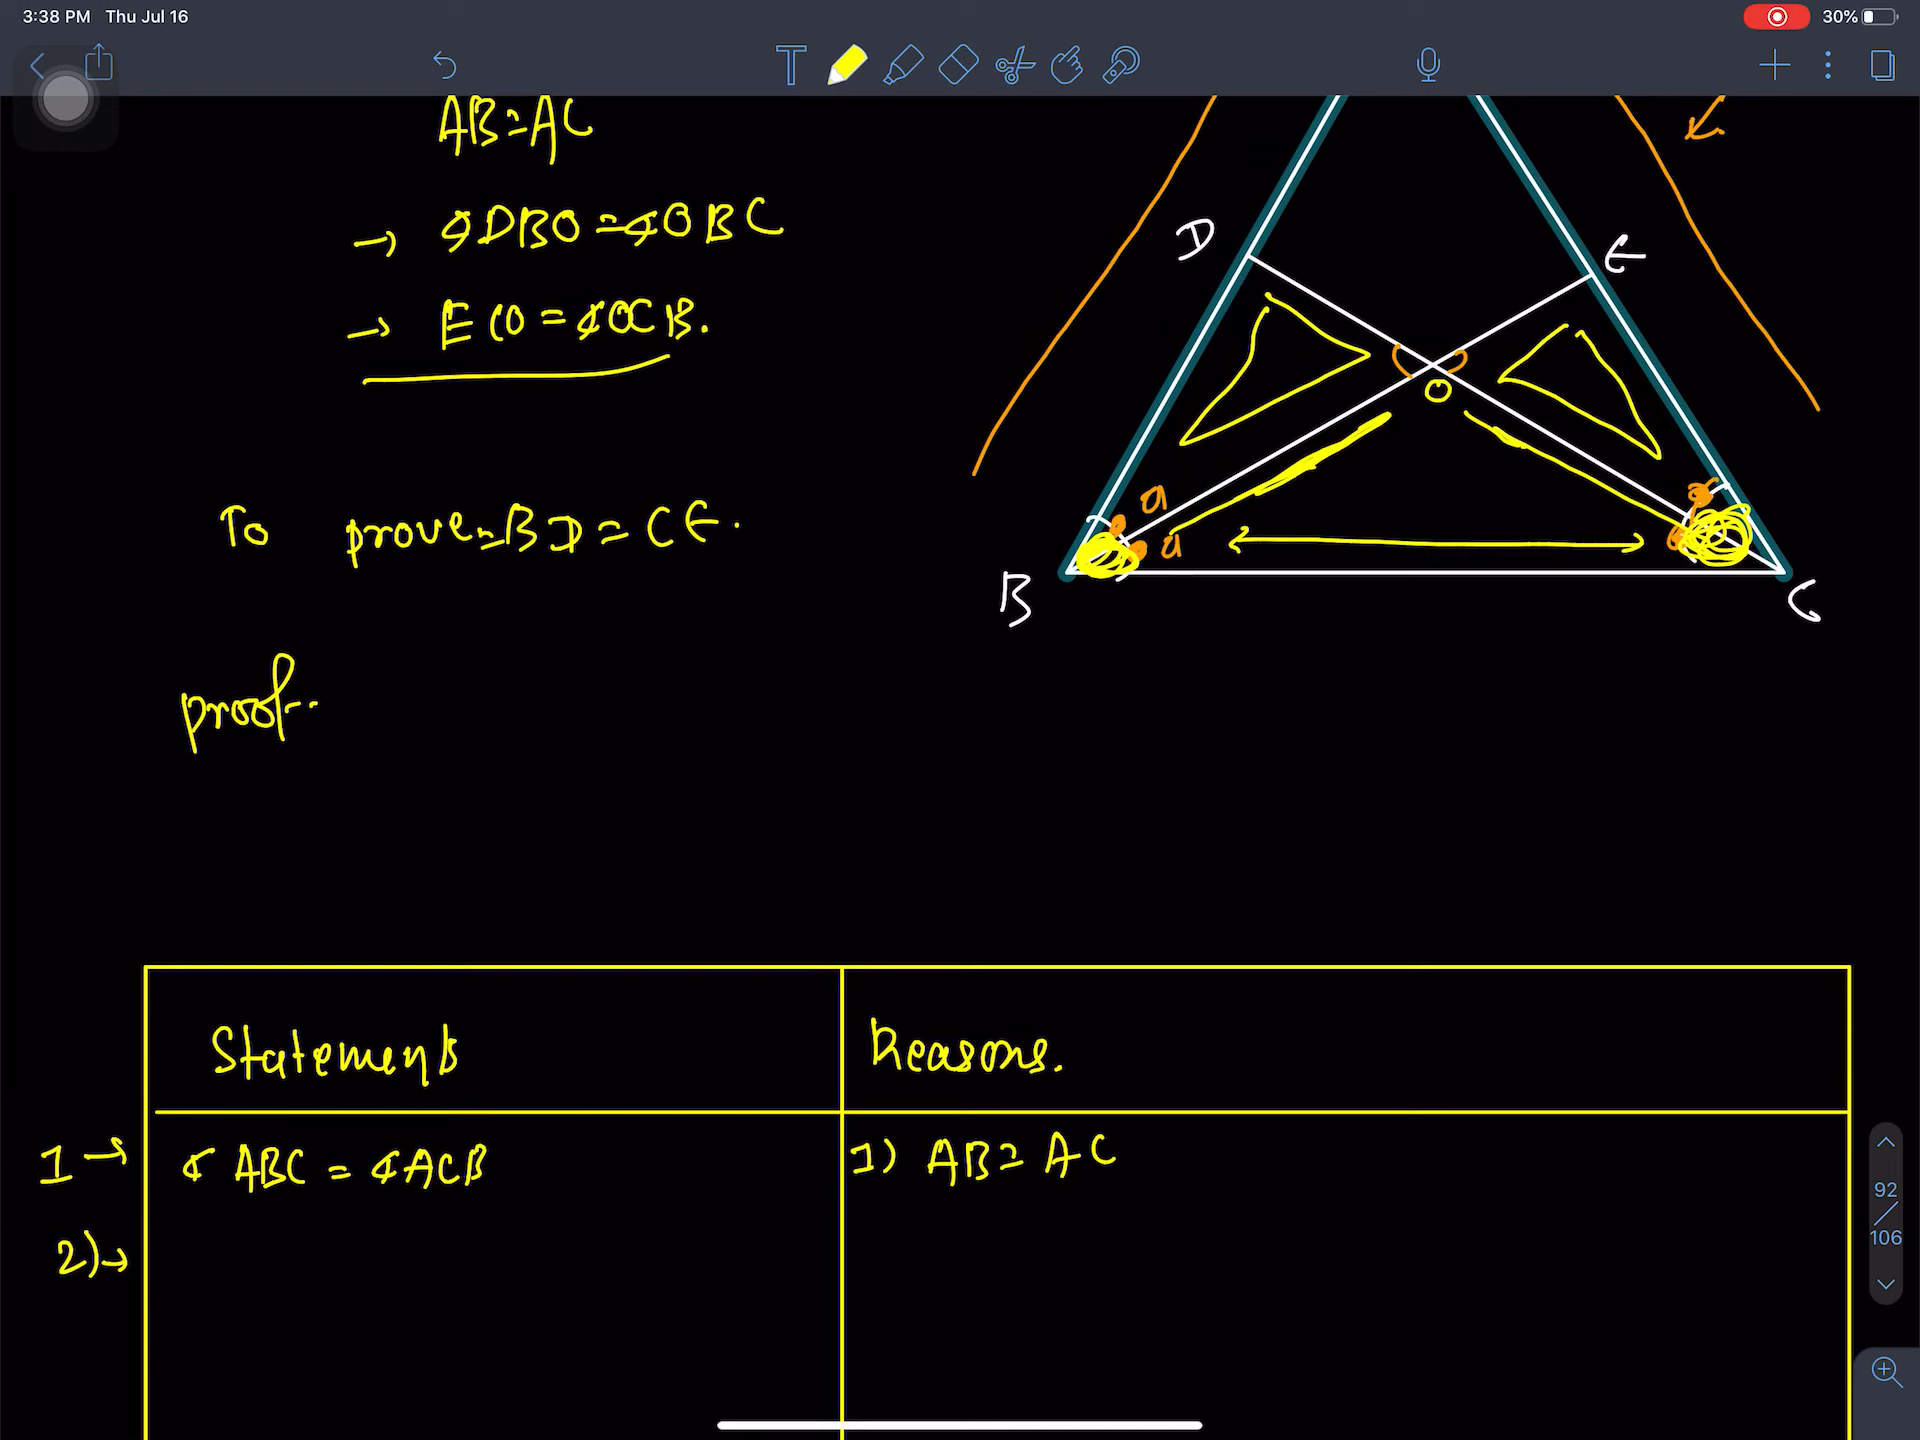 3:38 PM Thu Jul 16
30%
AB=AC
→ ∢DBO=∢OBC
→ ECO=∢OCB.
To prove:-BD=CE.
proof-.
D
E
O
a
a
B
C
Statements
Reasons.
1→ ∢ABC = ∢ACB
1) AB=AC
2)→
92
106